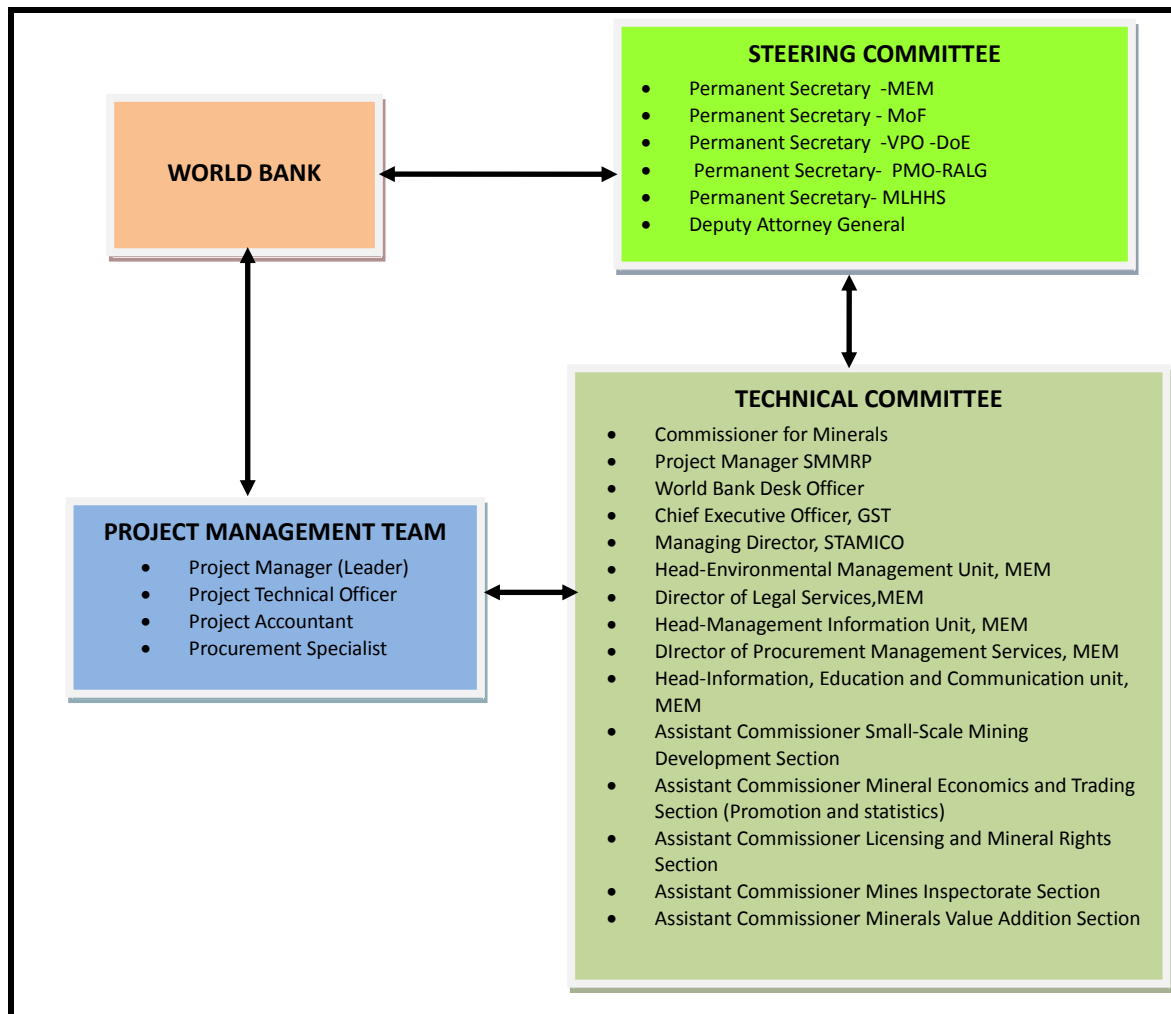 STEERING COMMITTEE
• Permanent Secretary -MEM
• Permanent Secretary - MoF
• Permanent Secretary -VPO -DoE
• Permanent Secretary- PMO-RALG
• Permanent Secretary- MLHHS
• Deputy Attorney General
WORLD BANK
TECHNICAL COMMITTEE
• Commissioner for Minerals
• Project Manager SMMRP
• World Bank Desk Officer
• Chief Executive Officer, GST
• Managing Director, STAMICO
• Head-Environmental Management Unit, MEM
• Director of Legal Services,MEM
• Head-Management Information Unit, MEM
• DIrector of Procurement Management Services, MEM
• Head-Information, Education and Communication unit,
MEM
• Assistant Commissioner Small-Scale Mining
Development Section
• Assistant Commissioner Mineral Economics and Trading
Section (Promotion and statistics)
• Assistant Commissioner Licensing and Mineral Rights
Section
• Assistant Commissioner Mines Inspectorate Section
• Assistant Commissioner Minerals Value Addition Section
PROJECT MANAGEMENT TEAM
• Project Manager (Leader)
• Project Technical Officer
• Project Accountant
• Procurement Specialist